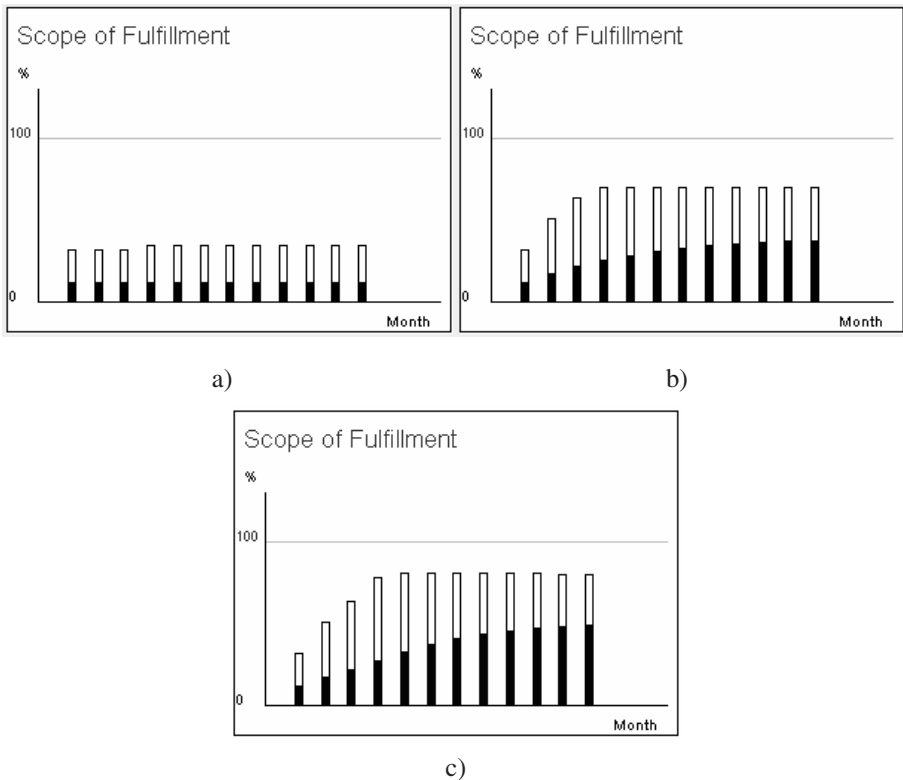 Scope of Fulfillment
%
100
0
Month
Scope of Fulfillment
%
100
0
Month
a)
b)
Scope of Fulfillment
%
100
0
Month
c)